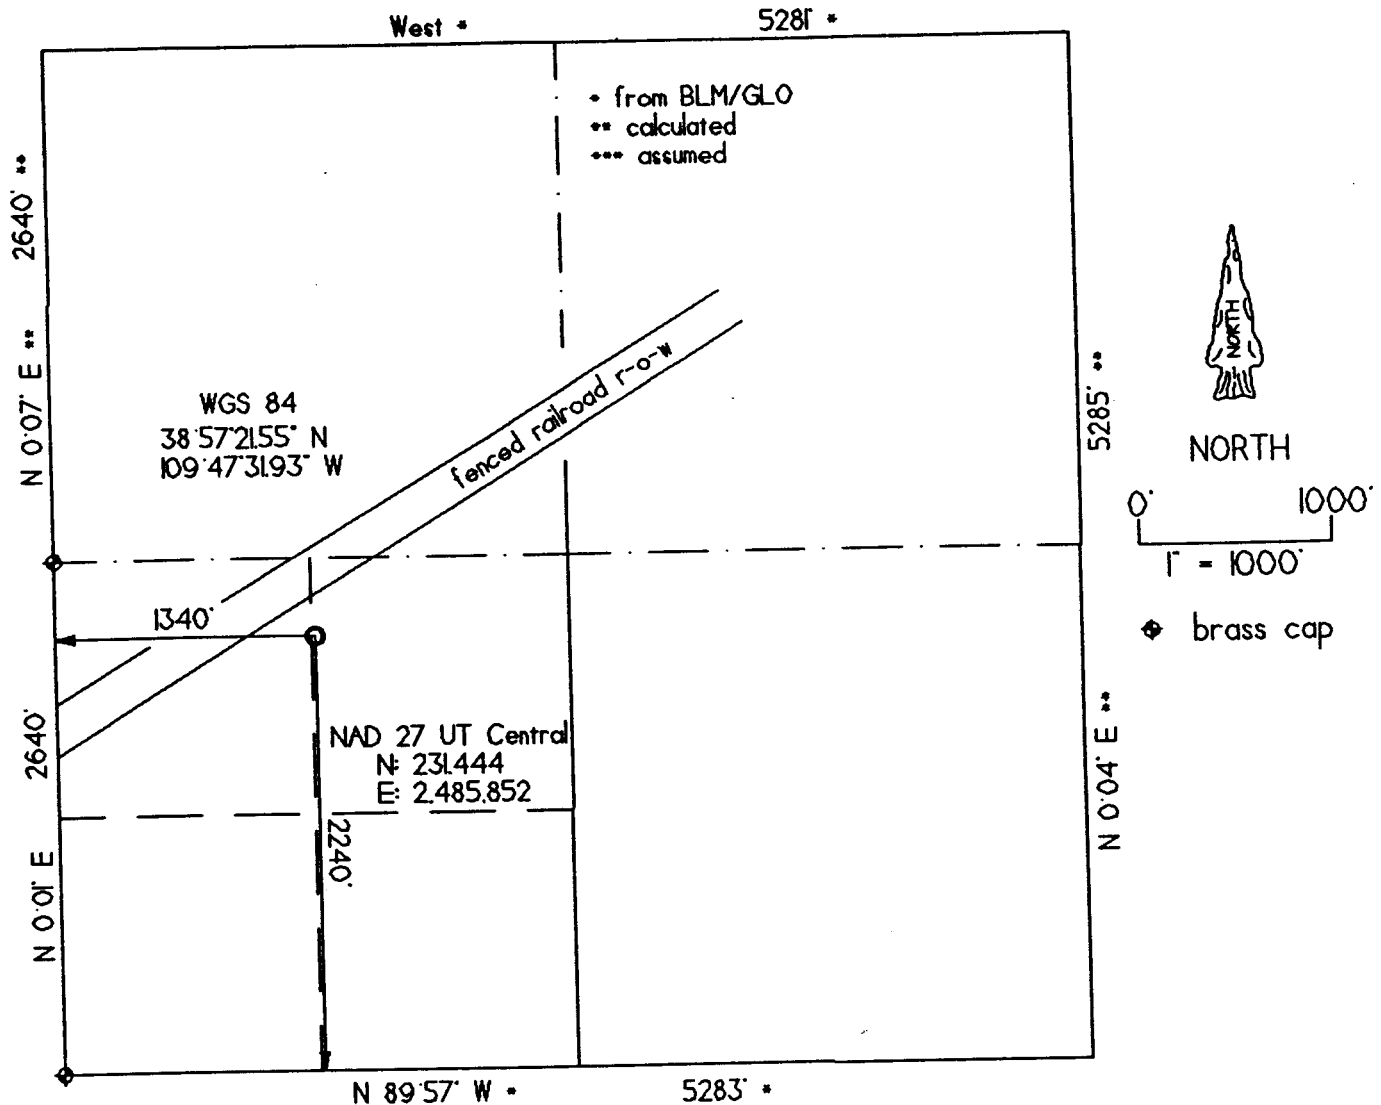 West *
5281' *
* from BLM/GLO
** calculated
*** assumed
2640' **
N 0°07' E **
WGS 84
38°57'21.55" N
109°47'31.93" W
fenced railroad r-o-w
5285' **
NORTH
NORTH
0'
1000'
1" = 1000'
brass cap
1340'
2640'
NAD 27 UT Central
N: 231,444
E: 2,485,852
2240'
N 0°01' E
N 0°04' E **
N 89°57' W *
5283' *